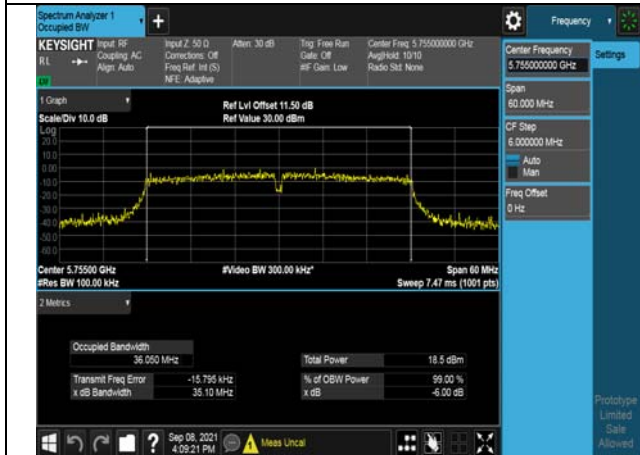 Spectrum Analyzer 1
Occupied BW
Frequency
KEYSIGHT
RL
Input: RF
Coupling: AC
Align: Auto
Input Z: 50 Ω
Corrections: Off
Freq Ref: Int (S)
NFE: Adaptive
Atten: 30 dB
Trig: Free Run
Gate: Off
#IF Gain: Low
Center Freq: 5.755000000 GHz
Avg|Hold: 10/10
Radio Std: None
Center Frequency
5.755000000 GHz
Settings
Span
60.000 MHz
CF Step
6.000000 MHz
Auto
Man
Freq Offset
0 Hz
1 Graph
Scale/Div 10.0 dB
Ref Lvl Offset 11.50 dB
Ref Value 30.00 dBm
Log
20.0
10.0
0.00
-10.0
-20.0
-30.0
-40.0
-50.0
-60.0
Center 5.75500 GHz
#Res BW 100.00 kHz
#Video BW 300.00 kHz*
Span 60 MHz
Sweep 7.47 ms (1001 pts)
2 Metrics
Occupied Bandwidth
36.050 MHz
Total Power 18.5 dBm
Transmit Freq Error -15.795 kHz
% of OBW Power 99.00 %
x dB Bandwidth 35.10 MHz
x dB -6.00 dB
Prototype
Limited
Sale
Allowed
?
Sep 08, 2021
4:09:21 PM
Meas Uncal